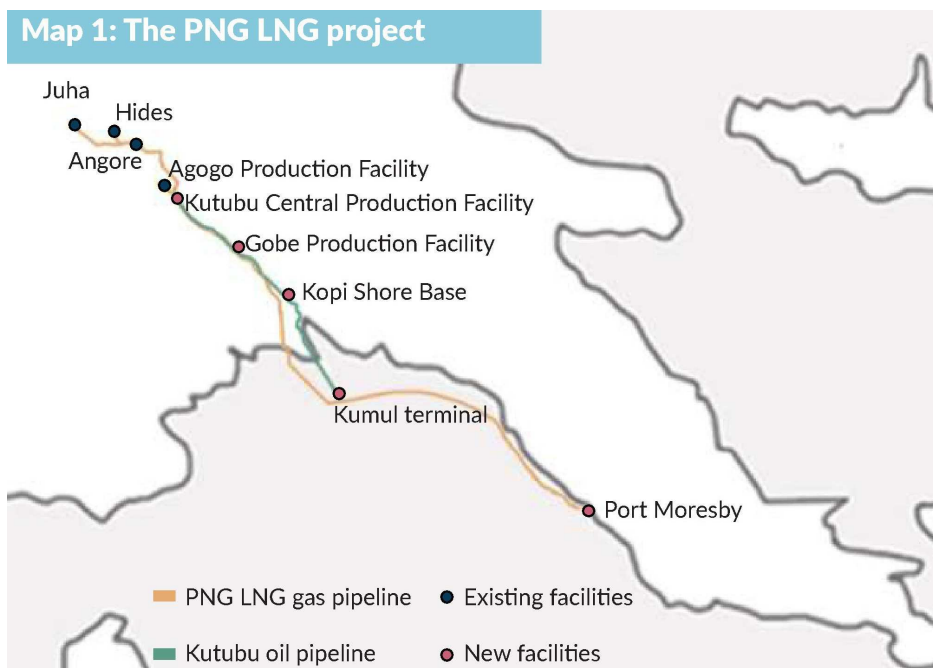 Map 1: The PNG LNG project
Juha
Hides
Angore
Agogo Production Facility
Kutubu Central Production Facility
Gobe Production Facility
Kopi Shore Base
Kumul terminal
Port Moresby
PNG LNG gas pipeline
Existing facilities
Kutubu oil pipeline
New facilities